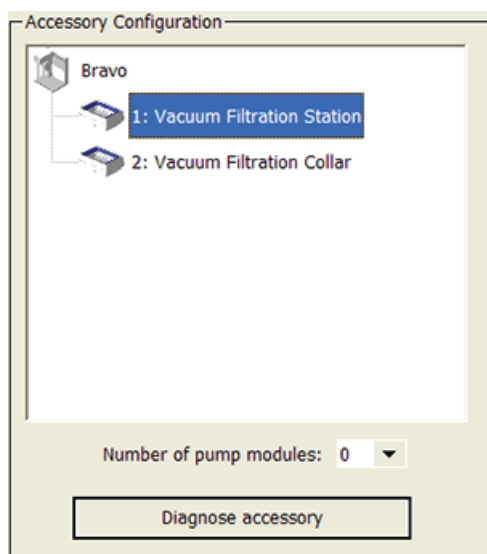 Accessory Configuration
Bravo
1: Vacuum Filtration Station
2: Vacuum Filtration Collar
Number of pump modules: 0
Diagnose accessory